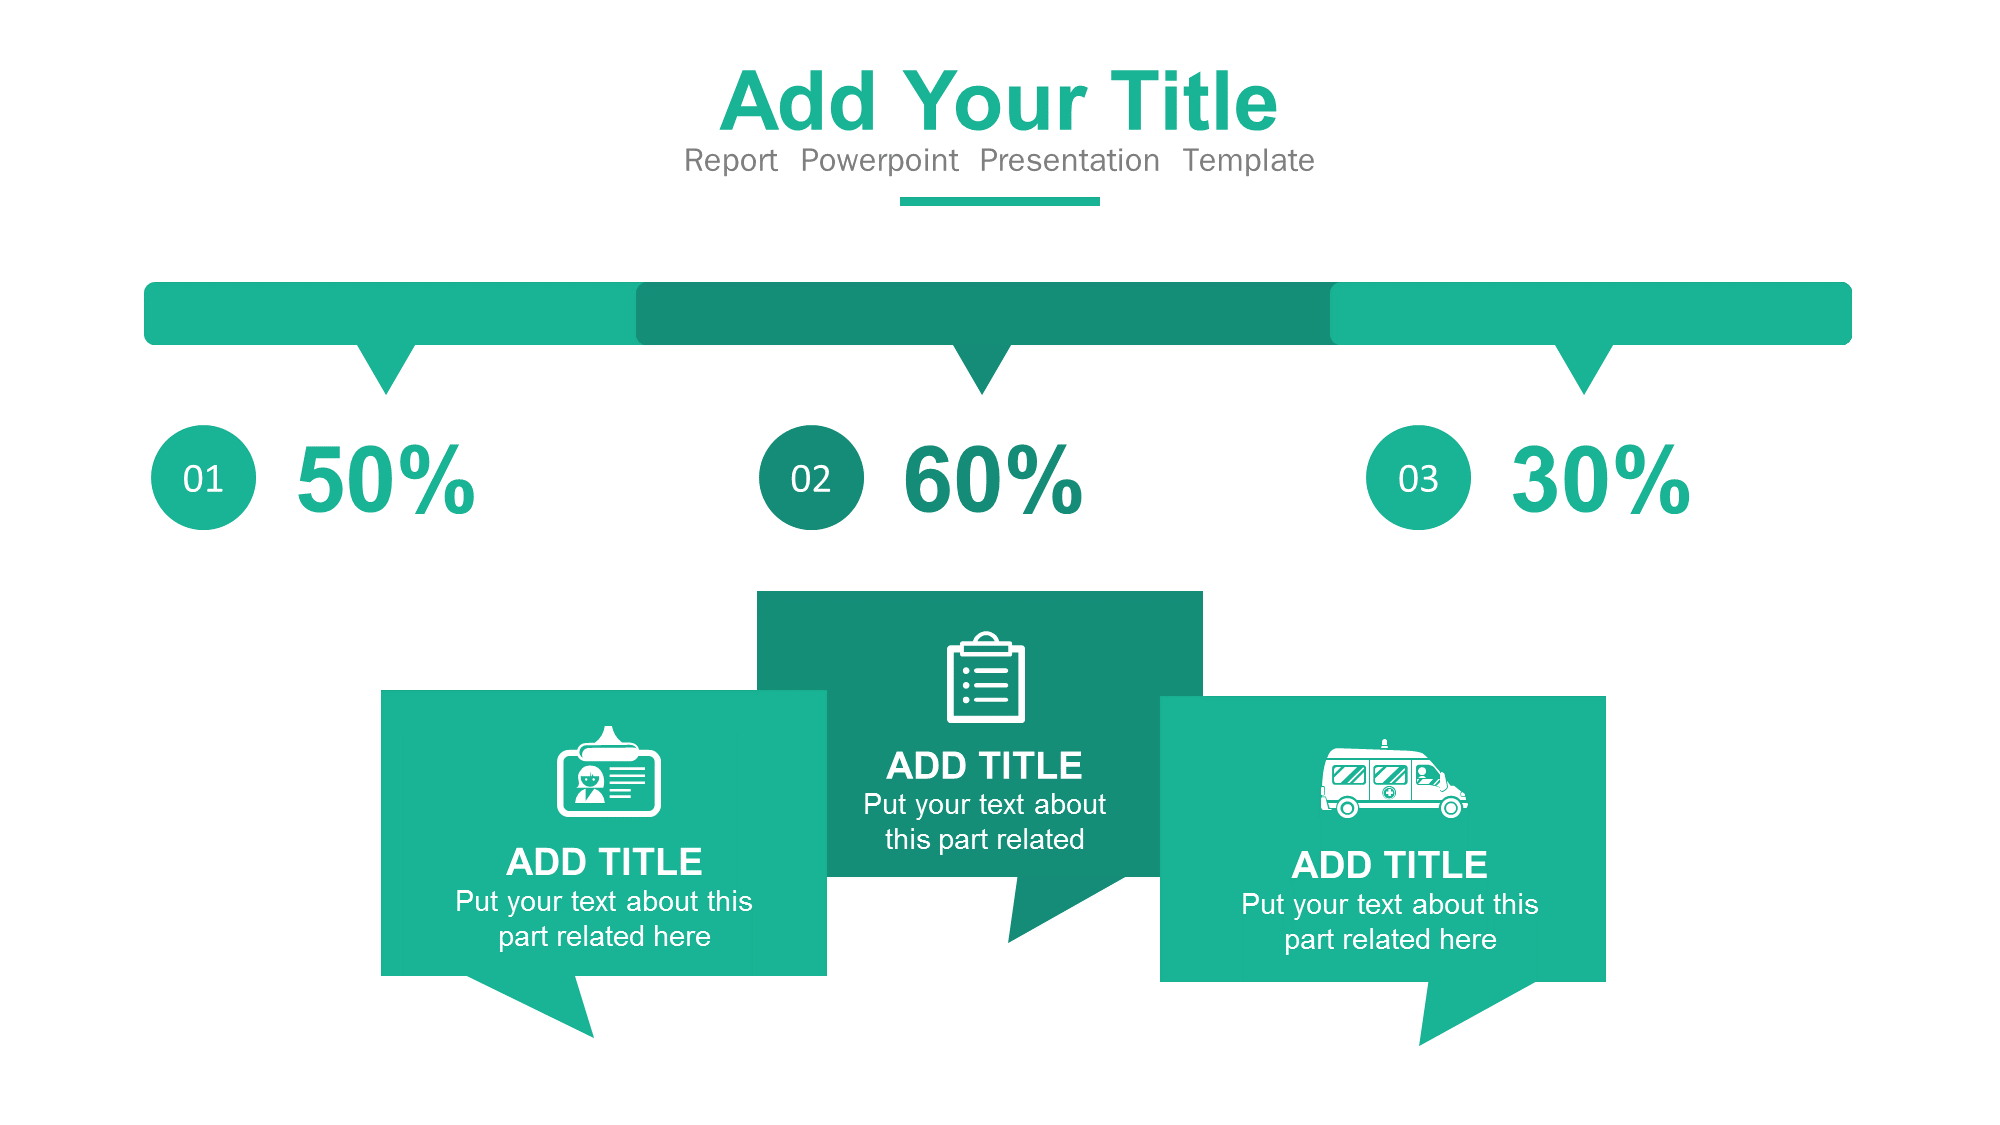 Add Your Title
Report Powerpoint Presentation Template
01
50%
02
60%
03
30%
ADD TITLE
Put your text about this
part related here
ADD TITLE
Put your text about
this part related
ADD TITLE
Put your text about this
part related here